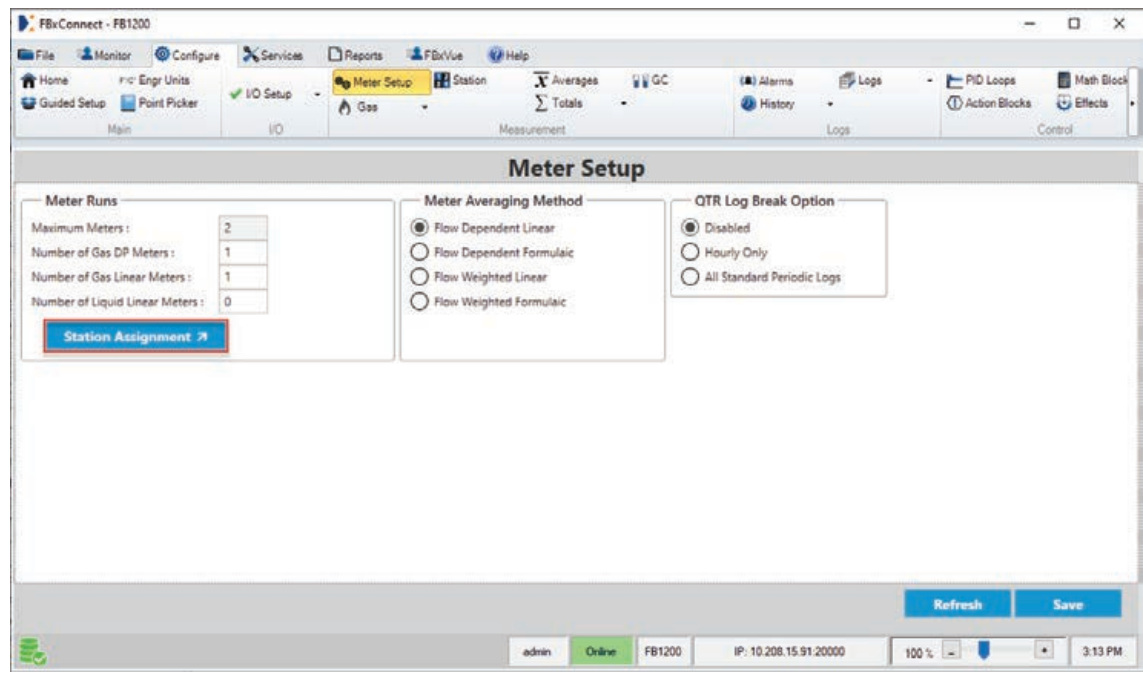 FBxConnect - FB1200
File Monitor Configure Services Reports FBxVue Help
Home Engr Units I/O Setup Meter Setup Station Averages GC Alarms Logs PID Loops Math Block
Guided Setup Point Picker Gas Totals History Action Blocks Effects
Main I/O Measurement Logs Control
Meter Setup
Meter Runs
Maximum Meters : 2
Number of Gas DP Meters : 1
Number of Gas Linear Meters : 1
Number of Liquid Linear Meters : 0
Station Assignment
Meter Averaging Method
Flow Dependent Linear
Flow Dependent Formulaic
Flow Weighted Linear
Flow Weighted Formulaic
QTR Log Break Option
Disabled
Hourly Only
All Standard Periodic Logs
Refresh Save
admin Online FB1200 IP: 10.208.15.91:20000 100 % - + 3:13 PM